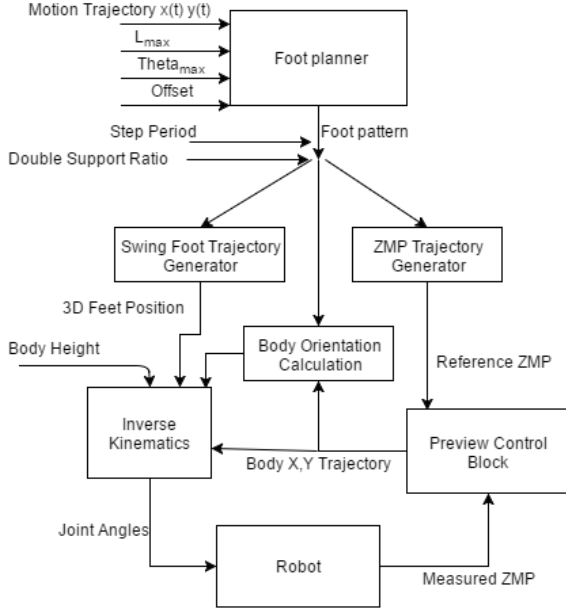 Motion Trajectory x(t) y(t)
Lmax
Thetamax
Offset
Foot planner
Step Period
Foot pattern
Double Support Ratio
Swing Foot Trajectory
Generator
ZMP Trajectory
Generator
3D Feet Position
Body Height
Body Orientation
Calculation
Reference ZMP
Inverse
Kinematics
Body X,Y Trajectory
Preview Control
Block
Joint Angles
Robot
Measured ZMP